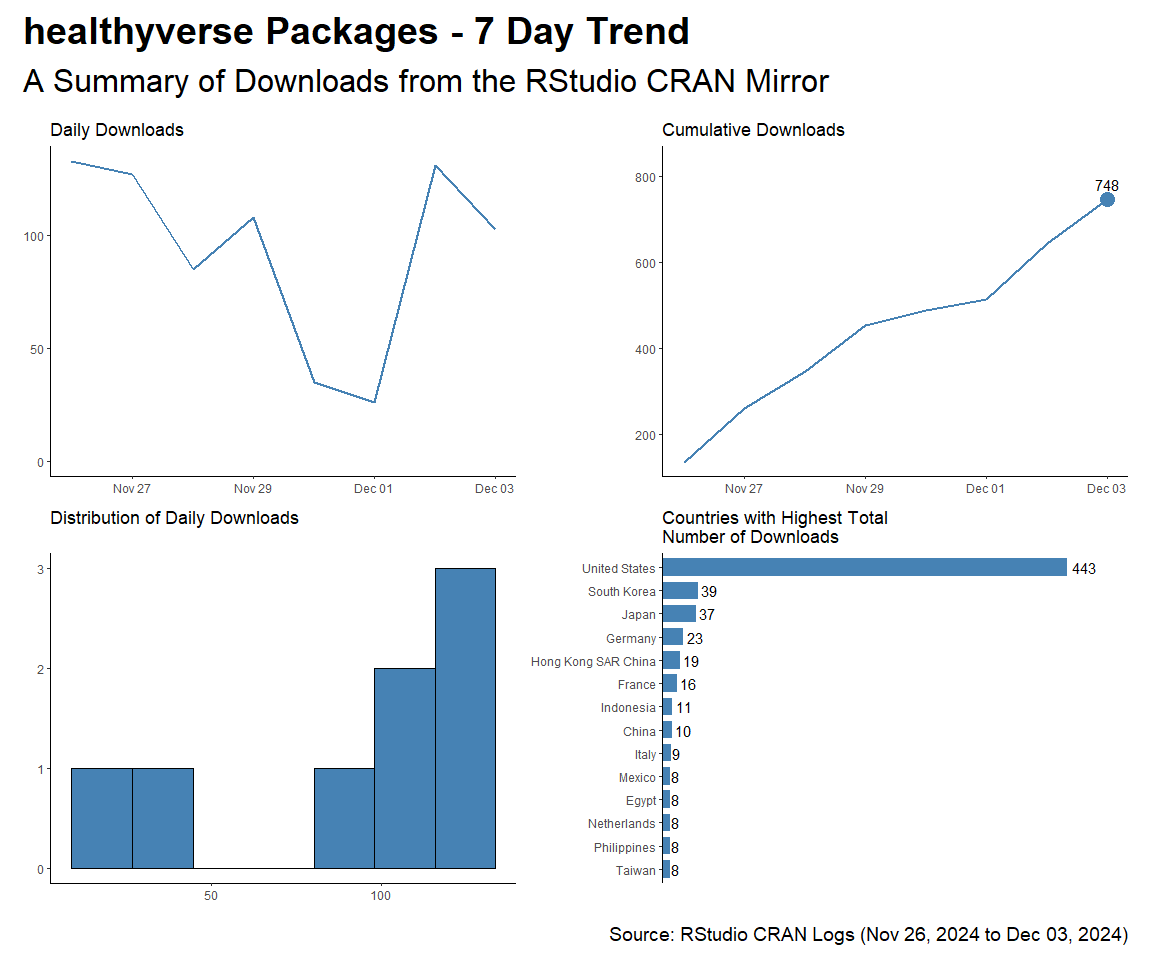 healthyverse Packages - 7 Day Trend
A Summary of Downloads from the RStudio CRAN Mirror
Daily Downloads
100
50
0
Nov 27 Nov 29 Dec 01 Dec 03
Cumulative Downloads
800
600
400
200
748
Nov 27 Nov 29 Dec 01 Dec 03
Distribution of Daily Downloads
3
2
1
0
50 100
Countries with Highest Total
Number of Downloads
United States 443
South Korea 39
Japan 37
Germany 23
Hong Kong SAR China 19
France 16
Indonesia 11
China 10
Italy 9
Mexico 8
Egypt 8
Netherlands 8
Philippines 8
Taiwan 8
Source: RStudio CRAN Logs (Nov 26, 2024 to Dec 03, 2024)